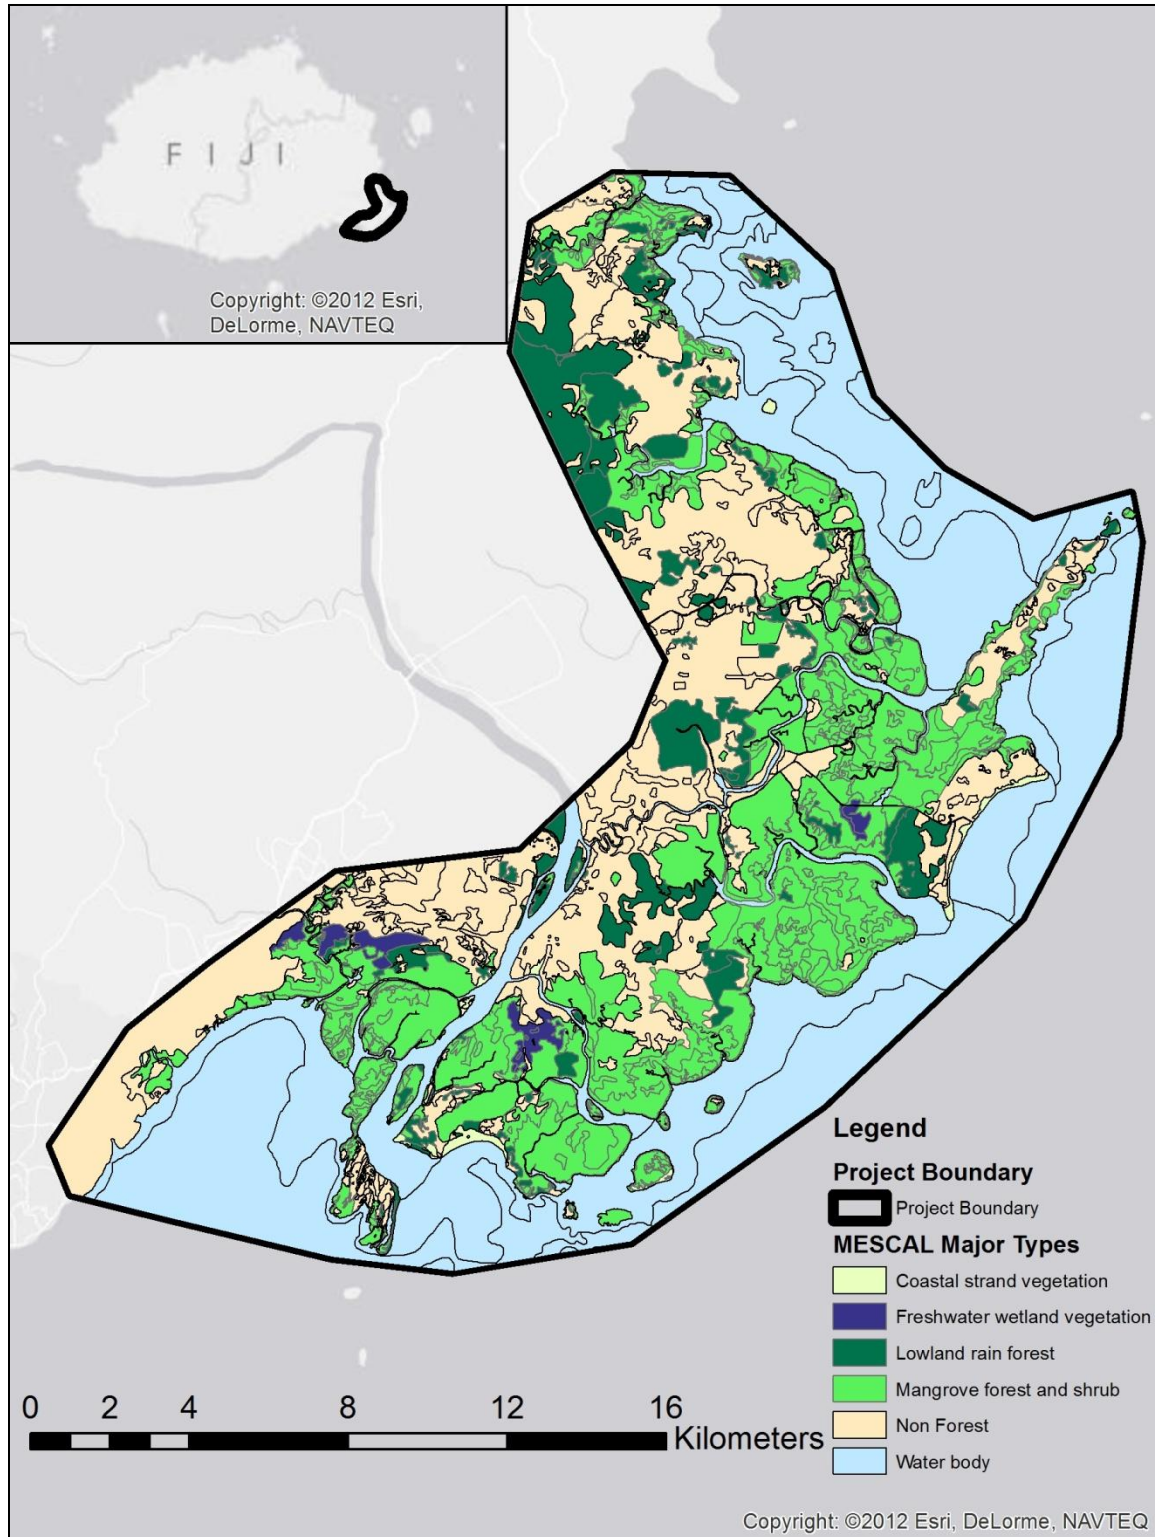 F I J I
Copyright: ©2012 Esri,
DeLorme, NAVTEQ
Legend
Project Boundary
Project Boundary
MESCAL Major Types
Coastal strand vegetation
Freshwater wetland vegetation
Lowland rain forest
Mangrove forest and shrub
Non Forest
Water body
0 2 4 8 12 16
Kilometers
Copyright: ©2012 Esri, DeLorme, NAVTEQ